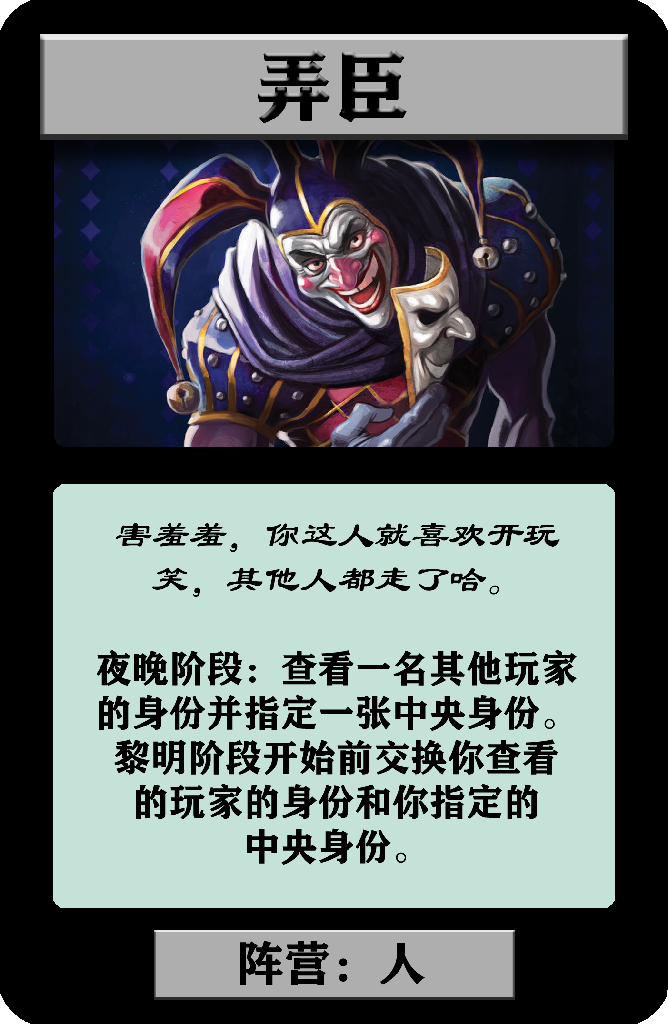 弄臣
害羞羞，你这人就喜欢开玩
笑，其他人都走了哈。
夜晚阶段：查看一名其他玩家
的身份并指定一张中央身份。
黎明阶段开始前交换你查看
的玩家的身份和你指定的
中央身份。
阵营：人